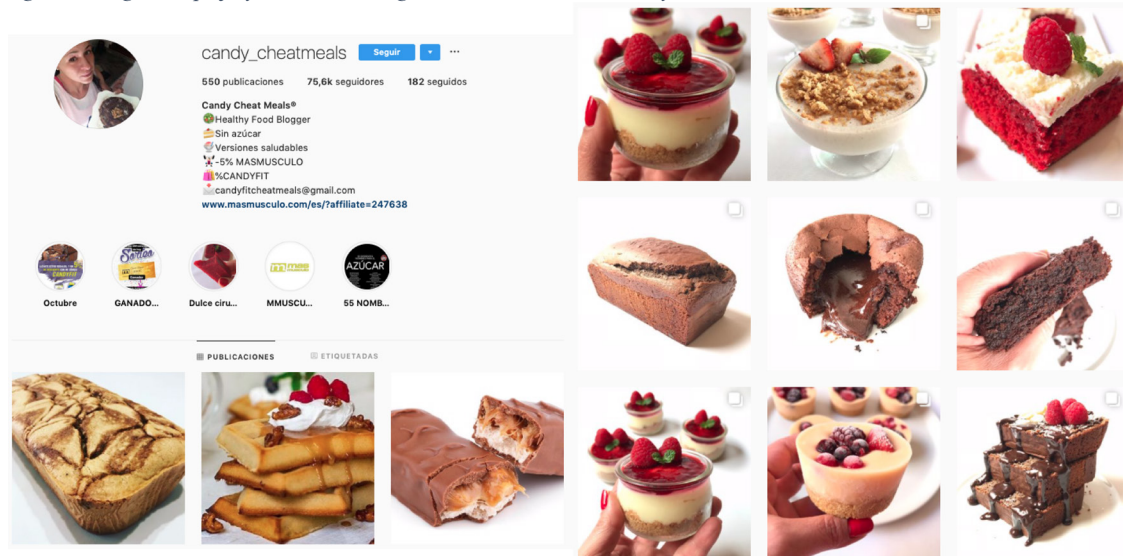 candy_cheatmeals Seguir
550 publicaciones 75,6k seguidores 182 seguidos
Candy Cheat Meals®
Healthy Food Blogger
Sin azúcar
Versiones saludables
-5% MASMUSCULO
%CANDYFIT
candyfitcheatmeals@gmail.com
www.masmusculo.com/es/?affiliate=247638
Sorteo
mas
AZÚCAR
Octubre GANADO... Dulce ciru... MMUSCU... 55 NOMB...
PUBLICACIONES ETIQUETADAS